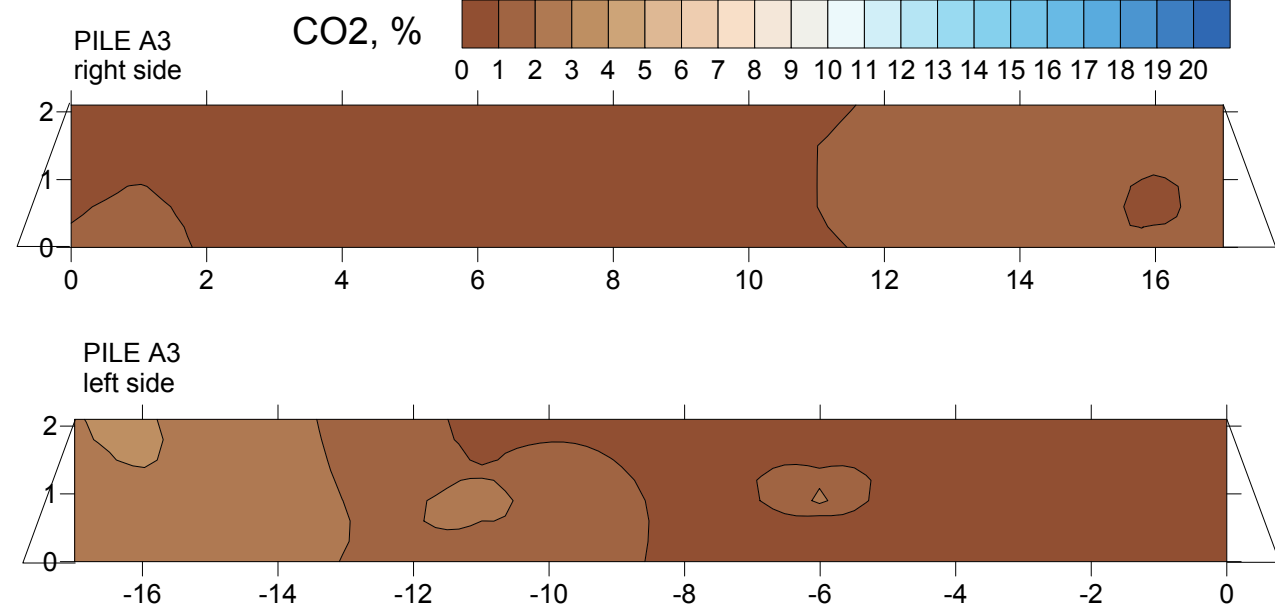 CO2, %
0 1 2 3 4 5 6 7 8 9 10 11 12 13 14 15 16 17 18 19 20
PILE A3
right side
2
1
0
0 2 4 6 8 10 12 14 16
PILE A3
left side
2
1
0
-16 -14 -12 -10 -8 -6 -4 -2 0